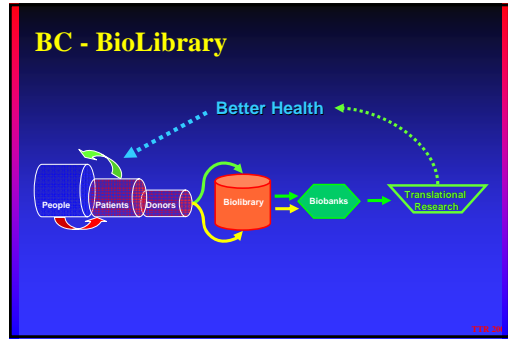 BC - BioLibrary
Better Health
People
Patients
Donors
Biolibrary
Biobanks
Translational
Research